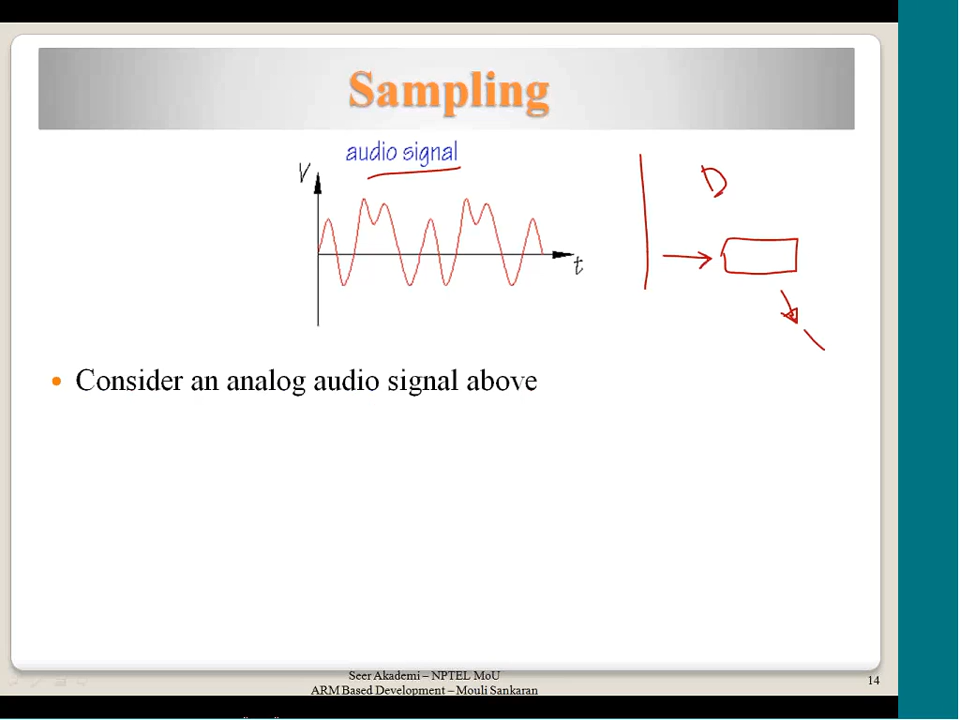 Sampling
audio signal
V
D
t
Consider an analog audio signal above
Seer Akademi – NPTEL MoU
ARM Based Development – Mouli Sankaran
14